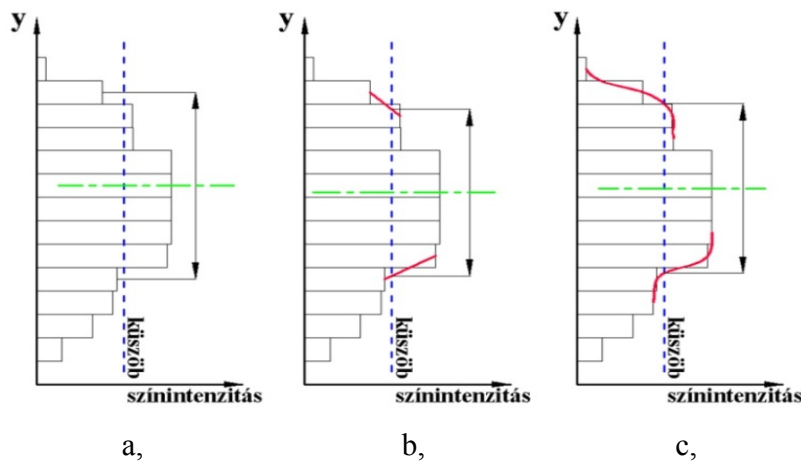 y y y
küszöb küszöb küszöb
színintenzitás színintenzitás színintenzitás
a, b, c,